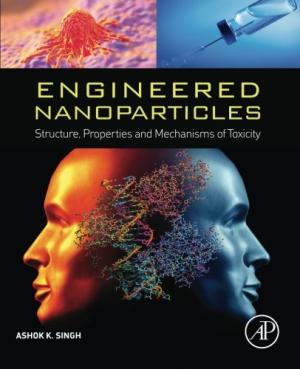 ENGINEERED
NANOPARTICLES
Structure, Properties and Mechanisms of Toxicity
ASHOK K. SINGH
AP